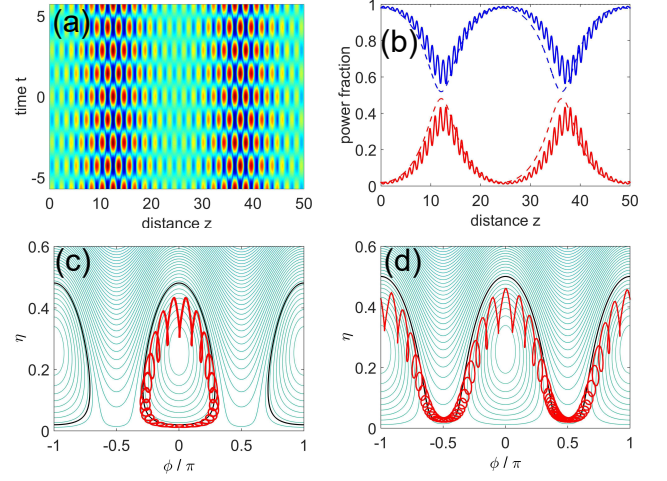 (a)
time t
5
0
-5
0 10 20 30 40 50
distance z
(b)
power fraction
1
0.8
0.6
0.4
0.2
0
0 10 20 30 40 50
distance z
(c)
η
0.6
0.4
0.2
0
-1 -0.5 0 0.5 1
ϕ / π
(d)
η
0.6
0.4
0.2
0
-1 -0.5 0 0.5 1
ϕ / π